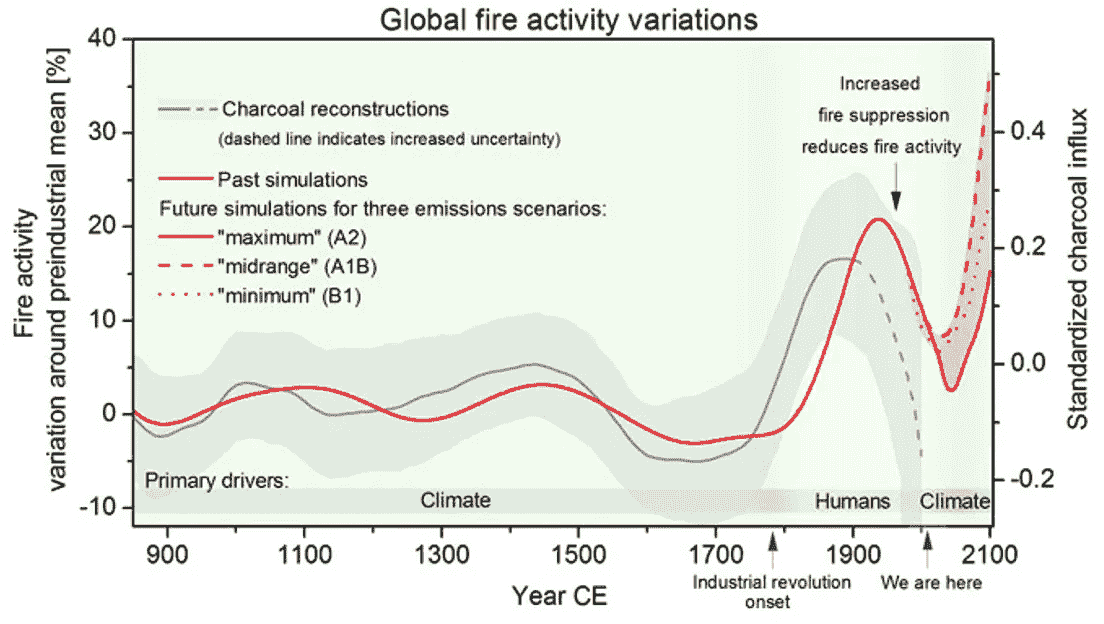 Global fire activity variations
Fire activity
variation around preindustrial mean [%]
40
30
20
10
0
-10
Charcoal reconstructions
(dashed line indicates increased uncertainty)
Past simulations
Future simulations for three emissions scenarios:
"maximum" (A2)
"midrange" (A1B)
"minimum" (B1)
Increased
fire suppression
reduces fire activity
Standardized charcoal influx
0.4
0.2
0.0
-0.2
Primary drivers:
Climate
Humans
Climate
900
1100
1300
1500
1700
1900
2100
Year CE
Industrial revolution
onset
We are here